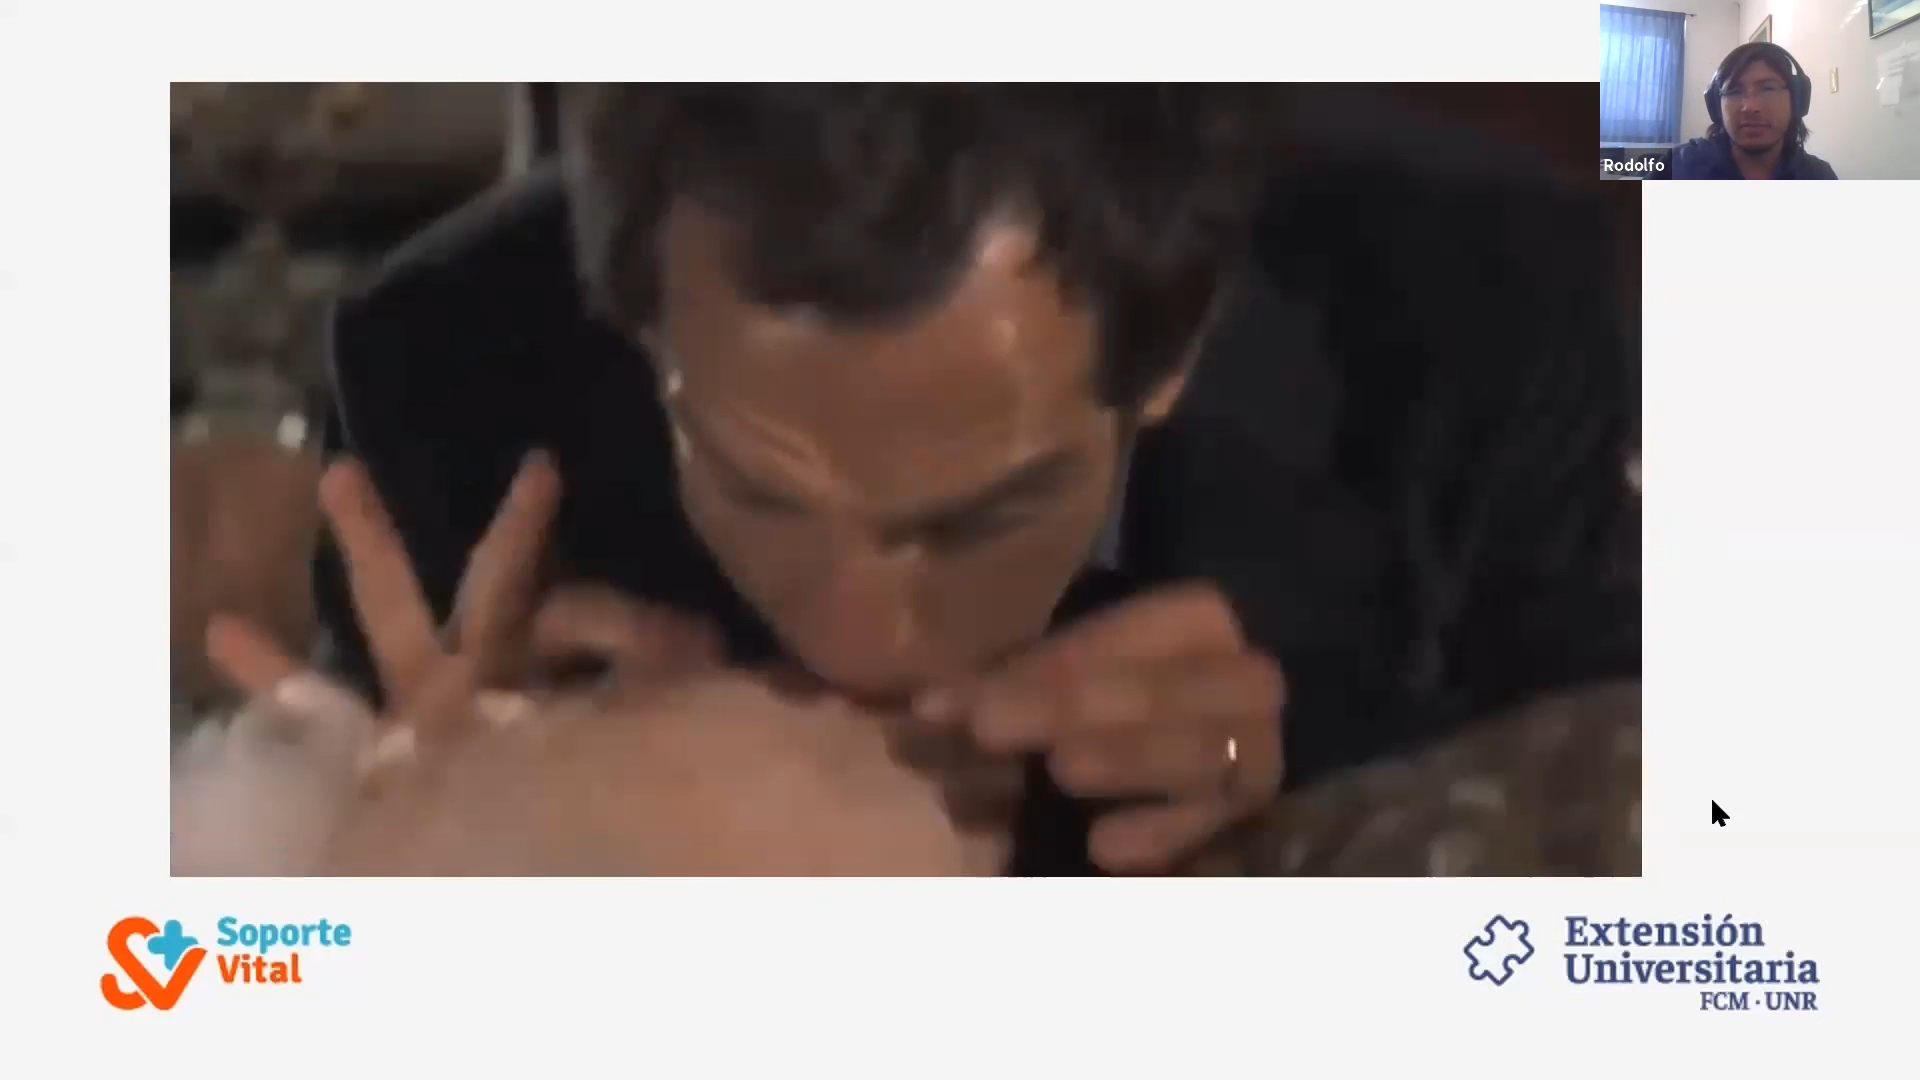 Rodolfo
Soporte
Vital
Extensión
Universitaria
FCM · UNR